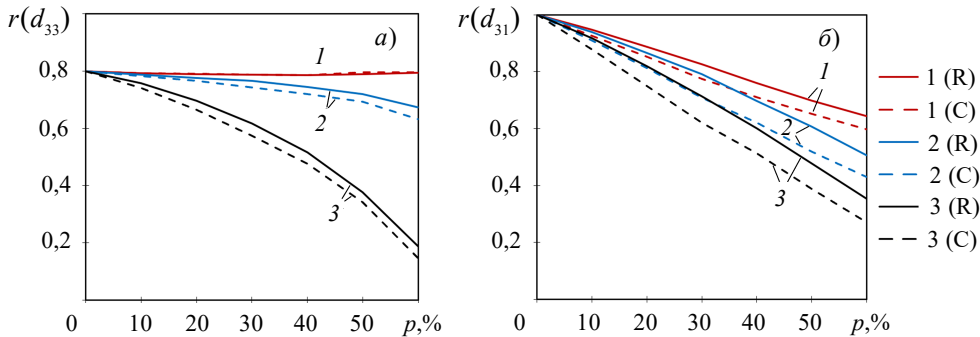 r(d₃₃)
а)
0,8
0,6
0,4
0,2
1
2
3
0 10 20 30 40 50 p,%
r(d₃₁)
б)
0,8
0,6
0,4
0,2
1
2
3
0 10 20 30 40 50 p,%
1 (R)
1 (C)
2 (R)
2 (C)
3 (R)
3 (C)